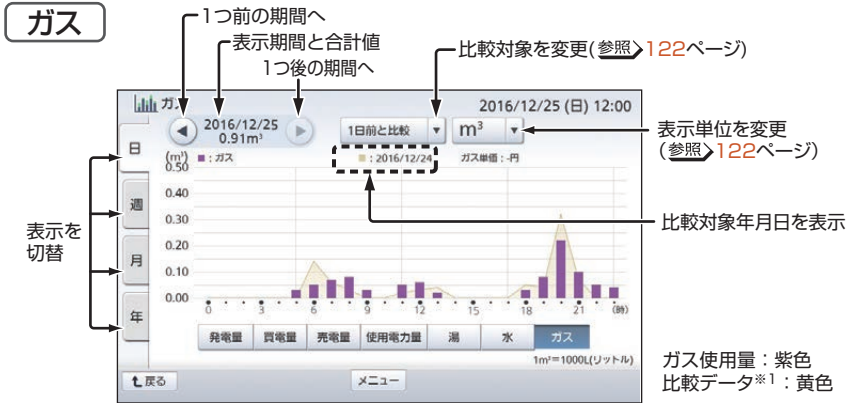 ガス
1つ前の期間へ
表示期間と合計値
1つ後の期間へ
比較対象を変更(参照 122ページ)
ガス
2016/12/25 (日) 12:00
2016/12/25
0.91m³
1日前と比較
m³
表示単位を変更
(参照 122ページ)
日
週
月
年
表示を
切替
(m³)
:ガス
:2016/12/24
ガス単価:-円
比較対象年月日を表示
0.50
0.40
0.30
0.20
0.10
0.00
0 3 6 9 12 15 18 21 (時)
発電量 買電量 売電量 使用電力量 湯 水 ガス
1m³=1000L(リットル)
戻る
メニュー
ガス使用量:紫色
比較データ※1:黄色